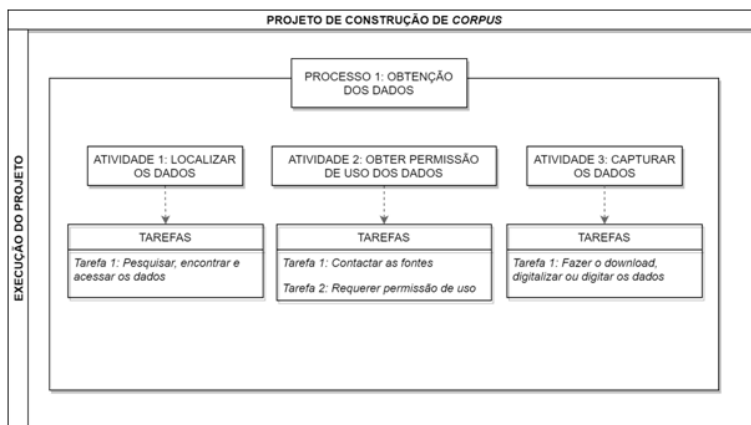 PROJETO DE CONSTRUÇÃO DE CORPUS
EXECUÇÃO DO PROJETO
PROCESSO 1: OBTENÇÃO
DOS DADOS
ATIVIDADE 1: LOCALIZAR
OS DADOS
TAREFAS
Tarefa 1: Pesquisar, encontrar e
acessar os dados
ATIVIDADE 2: OBTER PERMISSÃO
DE USO DOS DADOS
TAREFAS
Tarefa 1: Contactar as fontes
Tarefa 2: Requerer permissão de uso
ATIVIDADE 3: CAPTURAR
OS DADOS
TAREFAS
Tarefa 1: Fazer o download,
digitalizar ou digitar os dados